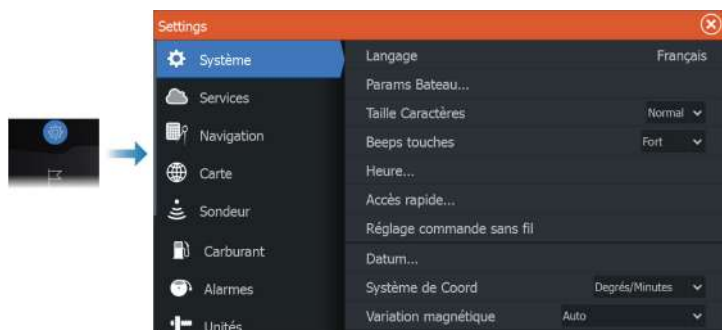 Settings
Système
Services
Navigation
Carte
Sondeur
Carburant
Alarmes
Unités
Langage Français
Params Bateau...
Taille Caractères Normal
Beeps touches Fort
Heure...
Accès rapide...
Réglage commande sans fil
Datum...
Système de Coord Degrés/Minutes
Variation magnétique Auto